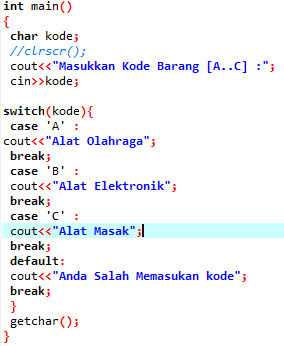 int main()
{
char kode;
//clrscr();
cout<<"Masukkan Kode Barang [A..C] :";
cin>>kode;
switch(kode){
case 'A' :
cout<<"Alat Olahraga";
break;
case 'B' :
cout<<"Alat Elektronik";
break;
case 'C' :
cout<<"Alat Masak";
break;
default:
cout<<"Anda Salah Memasukan kode";
break;
}
getchar();
}